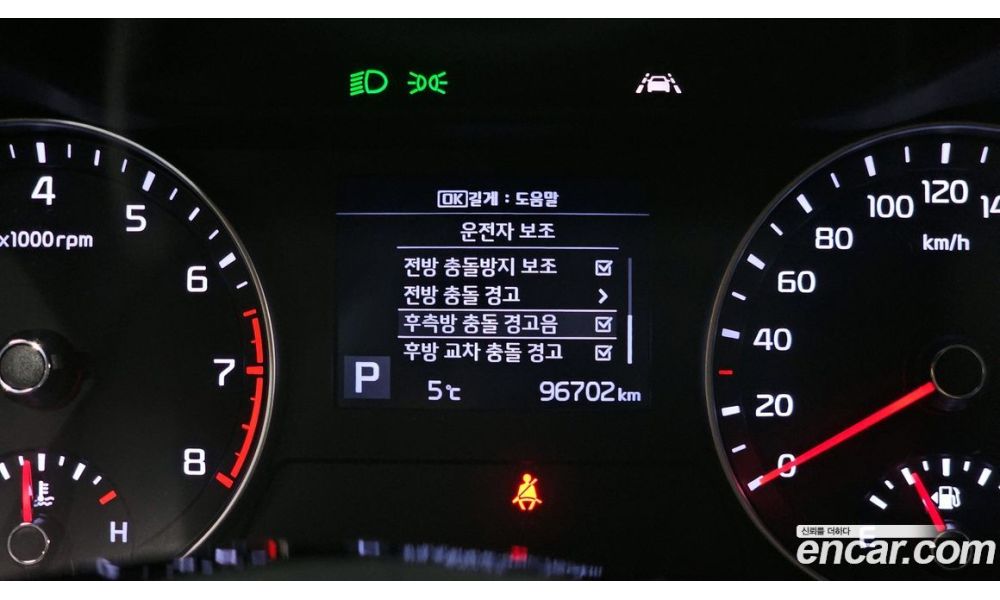 OK길게 : 도움말
운전자 보조
전방 충돌방지 보조
전방 충돌 경고
후측방 충돌 경고음
후방 교차 충돌 경고
P
5℃
96702km
4
5
6
7
8
x1000rpm
H
0
20
40
60
80
100
120
14
km/h
E
신뢰를 더하다
encar.com